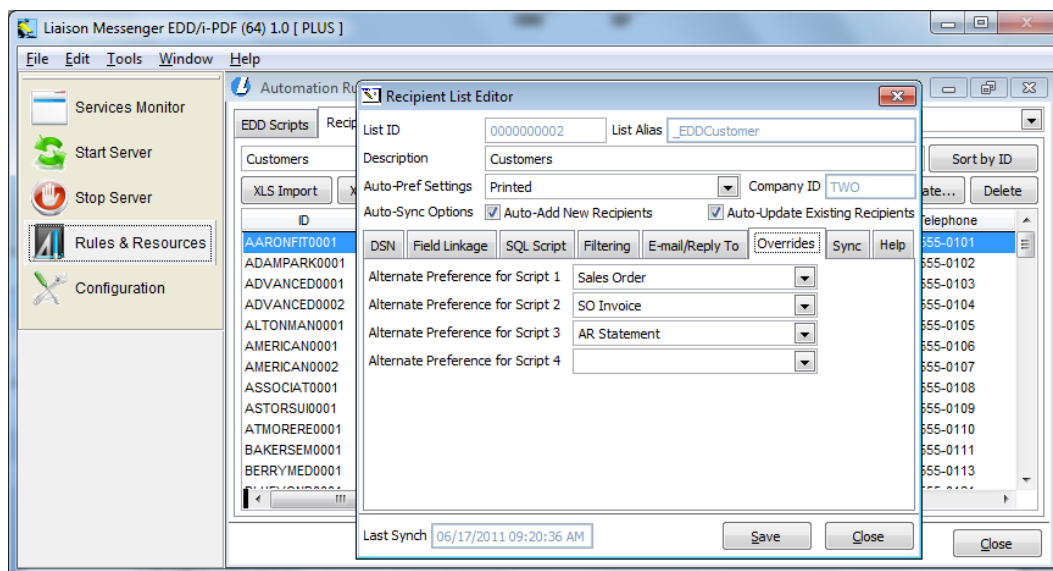 Liaison Messenger EDD/i-PDF (64) 1.0 [ PLUS ]
File Edit Tools Window Help
Services Monitor
Start Server
Stop Server
Rules & Resources
Configuration
Automation Ru
EDD Scripts Recip
Customers Sort by ID
XLS Import X ate... Delete
ID elephone
AARONFIT0001 555-0101
ADAMPARK0001 555-0102
ADVANCED0001 555-0103
ADVANCED0002 555-0104
ALTONMAN0001 555-0105
AMERICAN0001 555-0106
AMERICAN0002 555-0107
ASSOCIAT0001 555-0108
ASTORSUI0001 555-0109
ATMORERE0001 555-0110
BAKERSEM0001 555-0111
BERRYMED0001 555-0113
Close
Recipient List Editor
List ID 0000000002 List Alias _EDDCustomer
Description Customers
Auto-Pref Settings Printed Company ID TWO
Auto-Sync Options Auto-Add New Recipients Auto-Update Existing Recipients
DSN Field Linkage SQL Script Filtering E-mail/Reply To Overrides Sync Help
Alternate Preference for Script 1 Sales Order
Alternate Preference for Script 2 SO Invoice
Alternate Preference for Script 3 AR Statement
Alternate Preference for Script 4
Last Synch 06/17/2011 09:20:36 AM Save Close